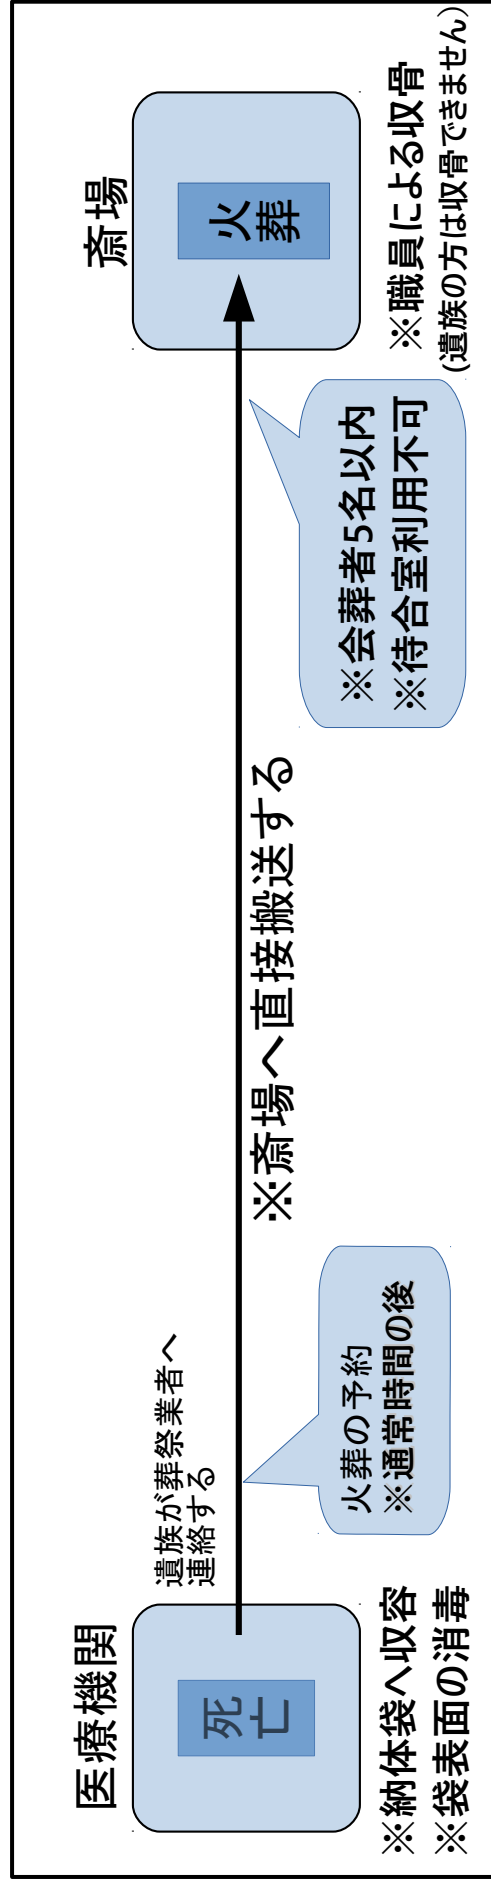 医療機関
死
亡
※納体袋へ収容
※袋表面の消毒
遺族が葬祭業者へ
連絡する
火葬の予約
※通常時間の後
※斎場へ直接搬送する
※会葬者5名以内
※待合室利用不可
斎場
火
葬
※職員による収骨
(遺族の方は収骨できません)